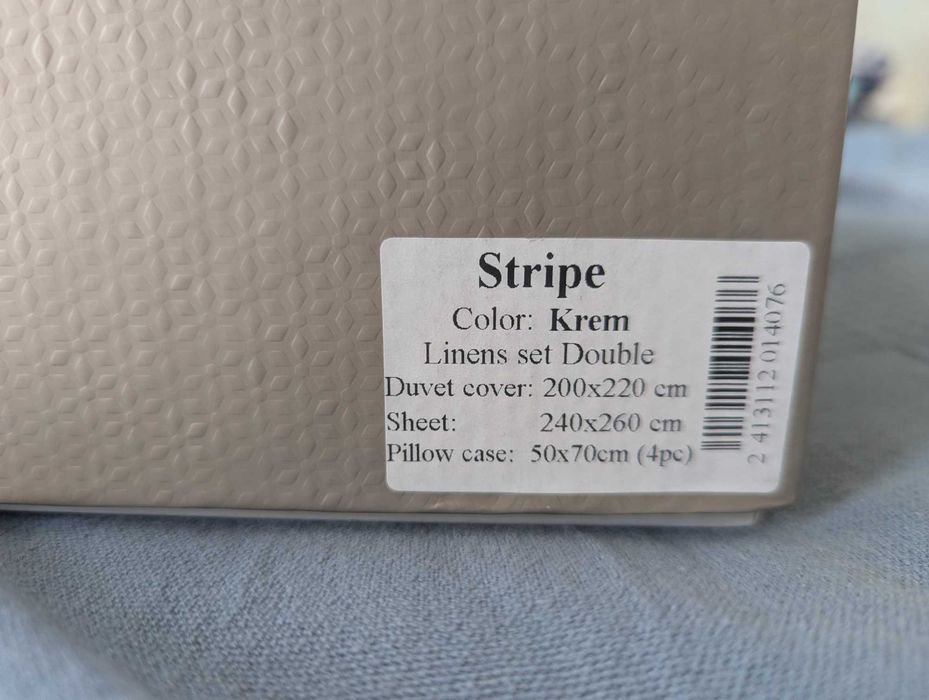 Stripe
Color: Krem
Linens set Double
Duvet cover: 200x220 cm
Sheet: 240x260 cm
Pillow case: 50x70cm (4pc)
2 413112 014076